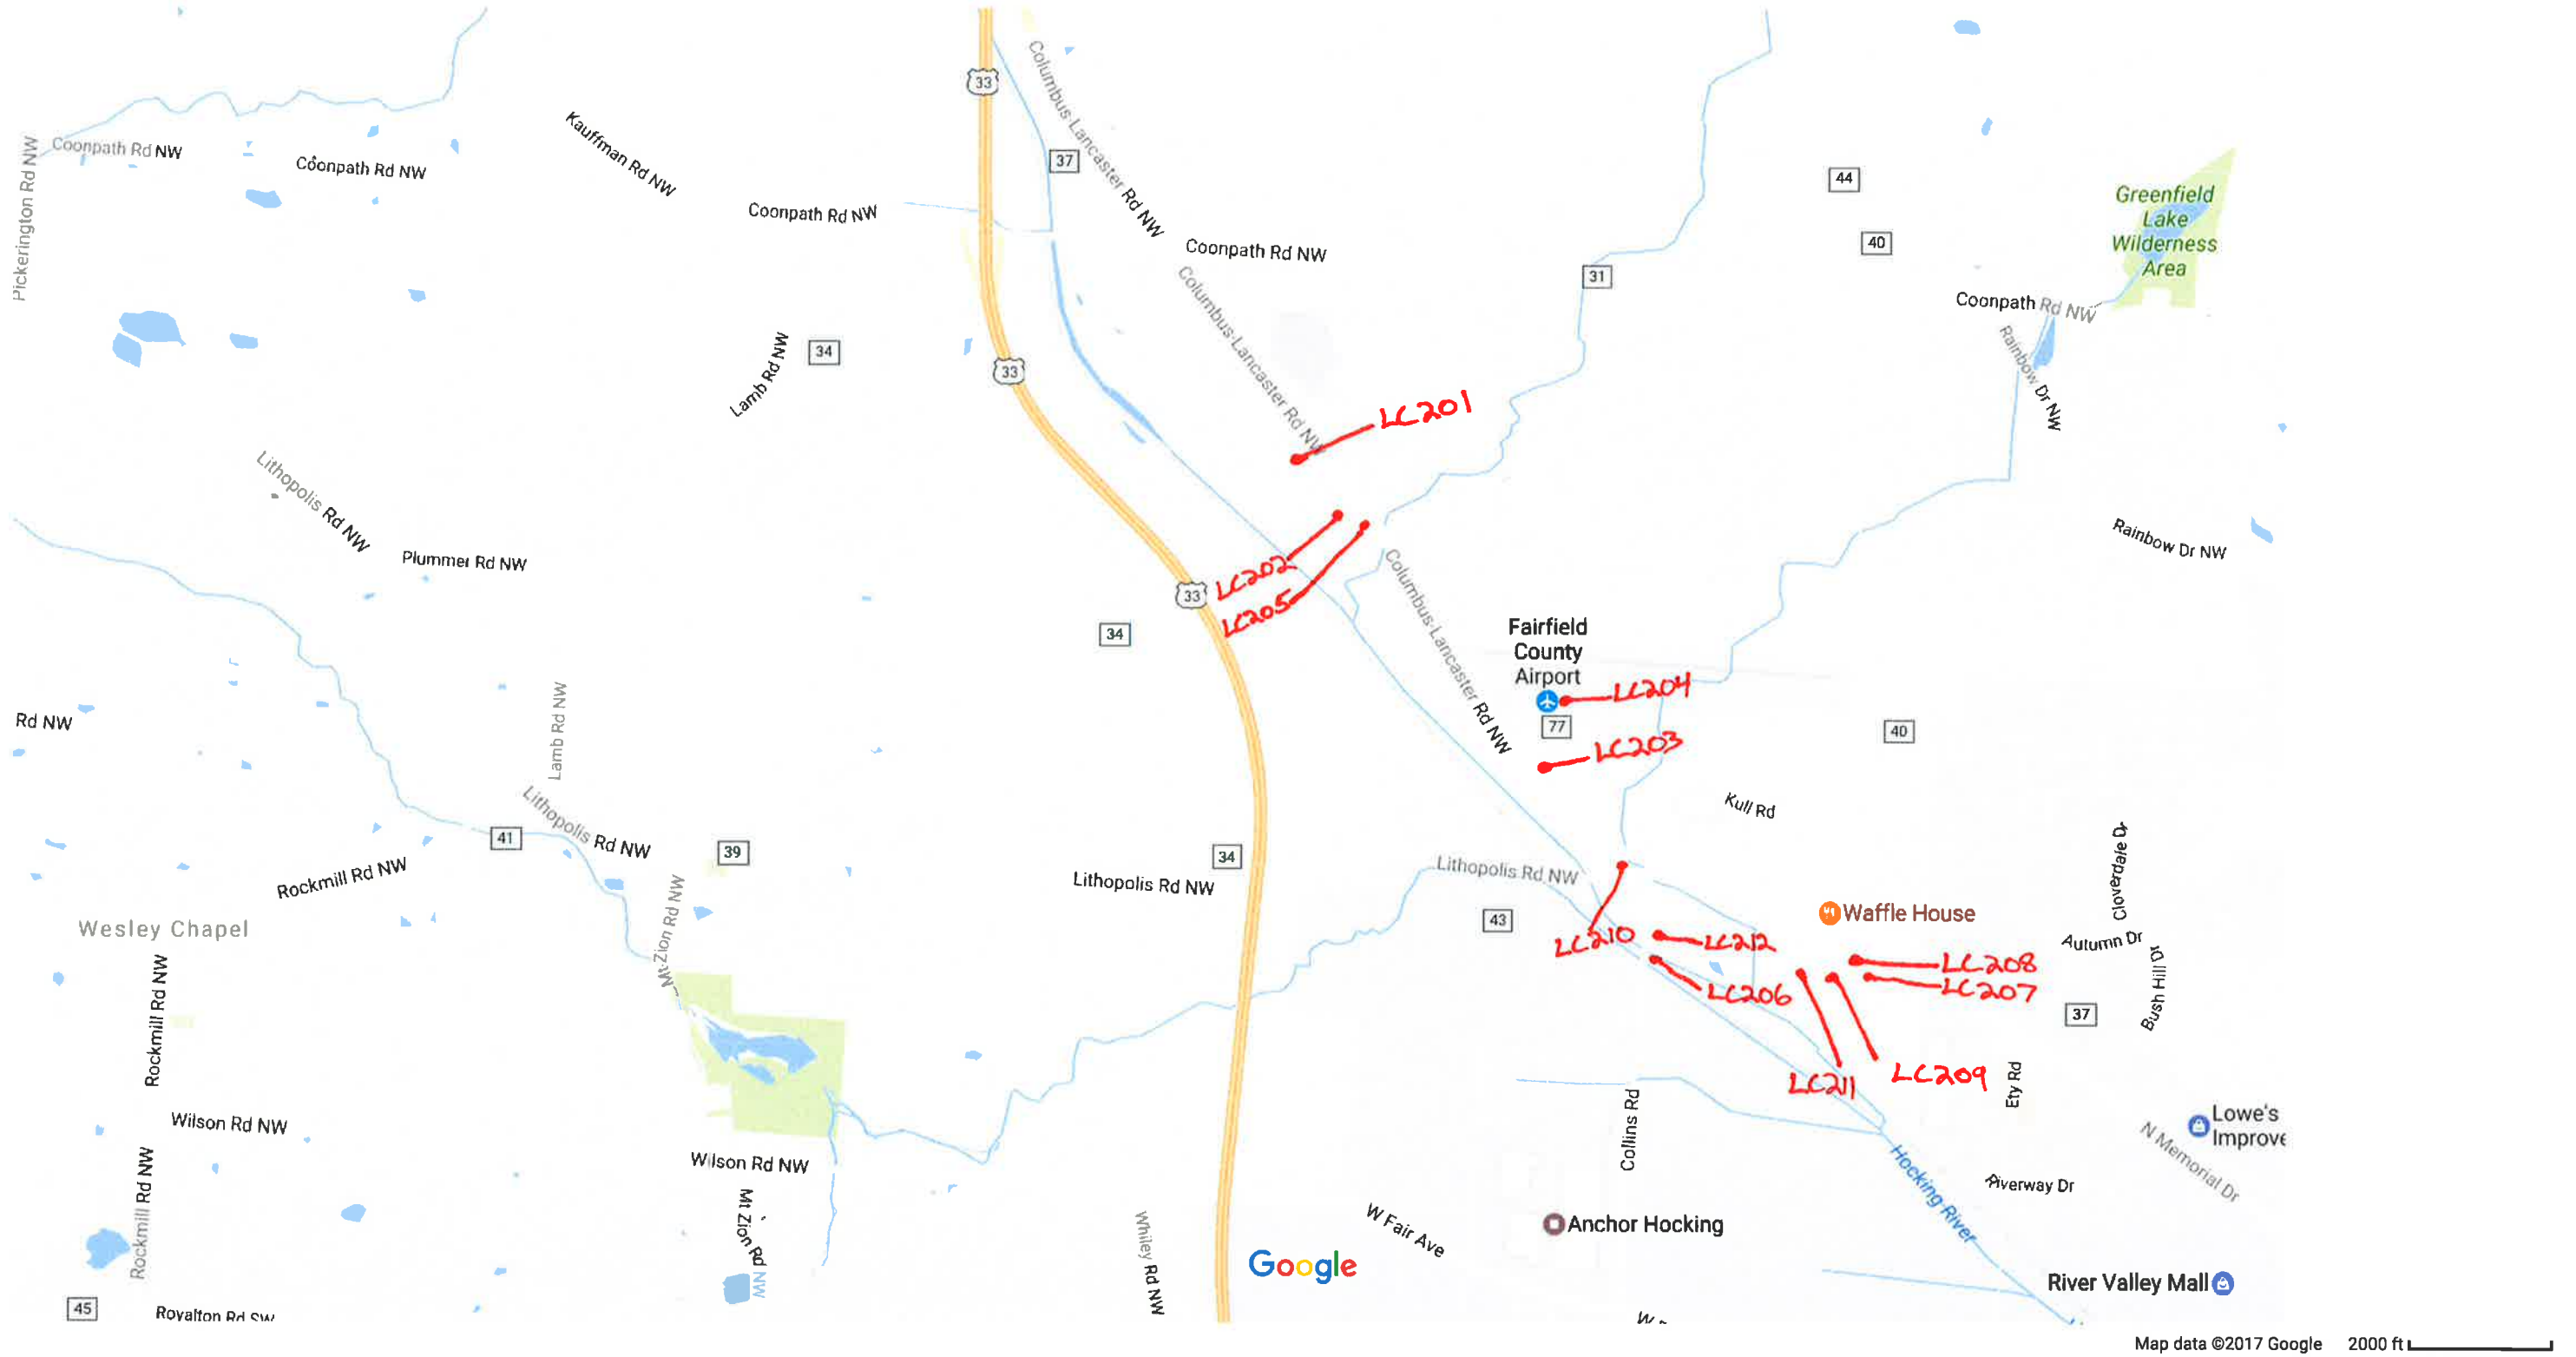 33
Columbus-Lancaster Rd NW
Kauffman Rd NW
Pickerington Rd NW
Coonpath Rd NW
Coonpath Rd NW
37
44
Greenfield
Lake
Wilderness
Area
Coonpath Rd NW
Coonpath Rd NW
40
31
Columbus-Lancaster Rd NW
Coonpath Rd NW
Rainbow Dr NW
Lamb Rd NW
34
33
LC201
Lithopolis Rd NW
Plummer Rd NW
Rainbow Dr NW
LC202
33
LC205
34
Columbus-Lancaster Rd NW
Fairfield
County
Airport
LC204
77
Rd NW
Lamb Rd NW
40
LC203
Lithopolis Rd NW
Kull Rd
41
39
34
Rockmill Rd NW
Lithopolis Rd NW
Lithopolis Rd NW
Cloverdale Dr
Wesley Chapel
Mt Zion Rd NW
43
Waffle House
LC210
LC212
Autumn Dr
LC208
LC207
LC206
Bush Hill Dr
37
Rockmill Rd NW
LC211
LC209
Ety Rd
Collins Rd
Wilson Rd NW
Lowe's
Improve
N Memorial Dr
Wilson Rd NW
Hocking River
Riverway Dr
Rockmill Rd NW
Mt Zion Rd NW
Whiley Rd NW
W Fair Ave
Anchor Hocking
Google
River Valley Mall
45
Royalton Rd SW
Map data ©2017 Google 2000 ft